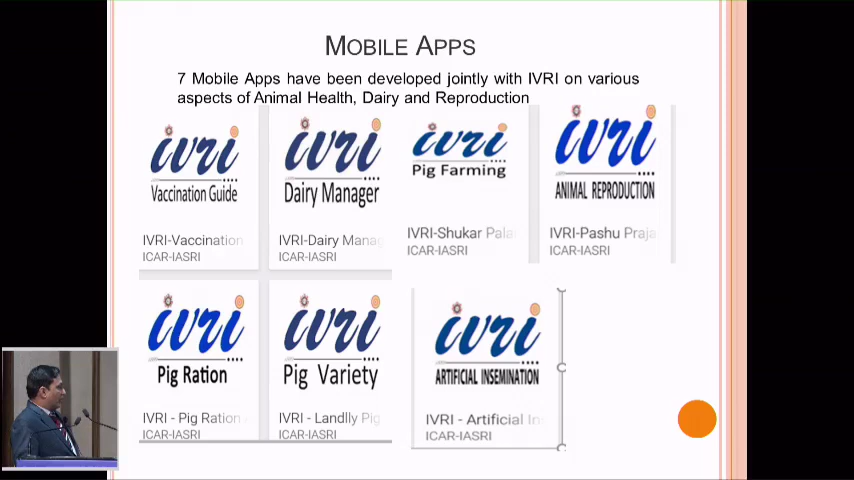 MOBILE APPS
7 Mobile Apps have been developed jointly with IVRI on various
aspects of Animal Health, Dairy and Reproduction
ivri
Vaccination Guide
IVRI-Vaccination
ICAR-IASRI
ivri
Dairy Manager
IVRI-Dairy Manag
ICAR-IASRI
ivri
Pig Farming
IVRI-Shukar Pala
ICAR-IASRI
ivri
ANIMAL REPRODUCTION
IVRI-Pashu Praja
ICAR-IASRI
ivri
Pig Ration
IVRI - Pig Ration
ICAR-IASRI
ivri
Pig Variety
IVRI - Landlly Pig
ICAR-IASRI
ivri
ARTIFICIAL INSEMINATION
IVRI - Artificial In
ICAR-IASRI